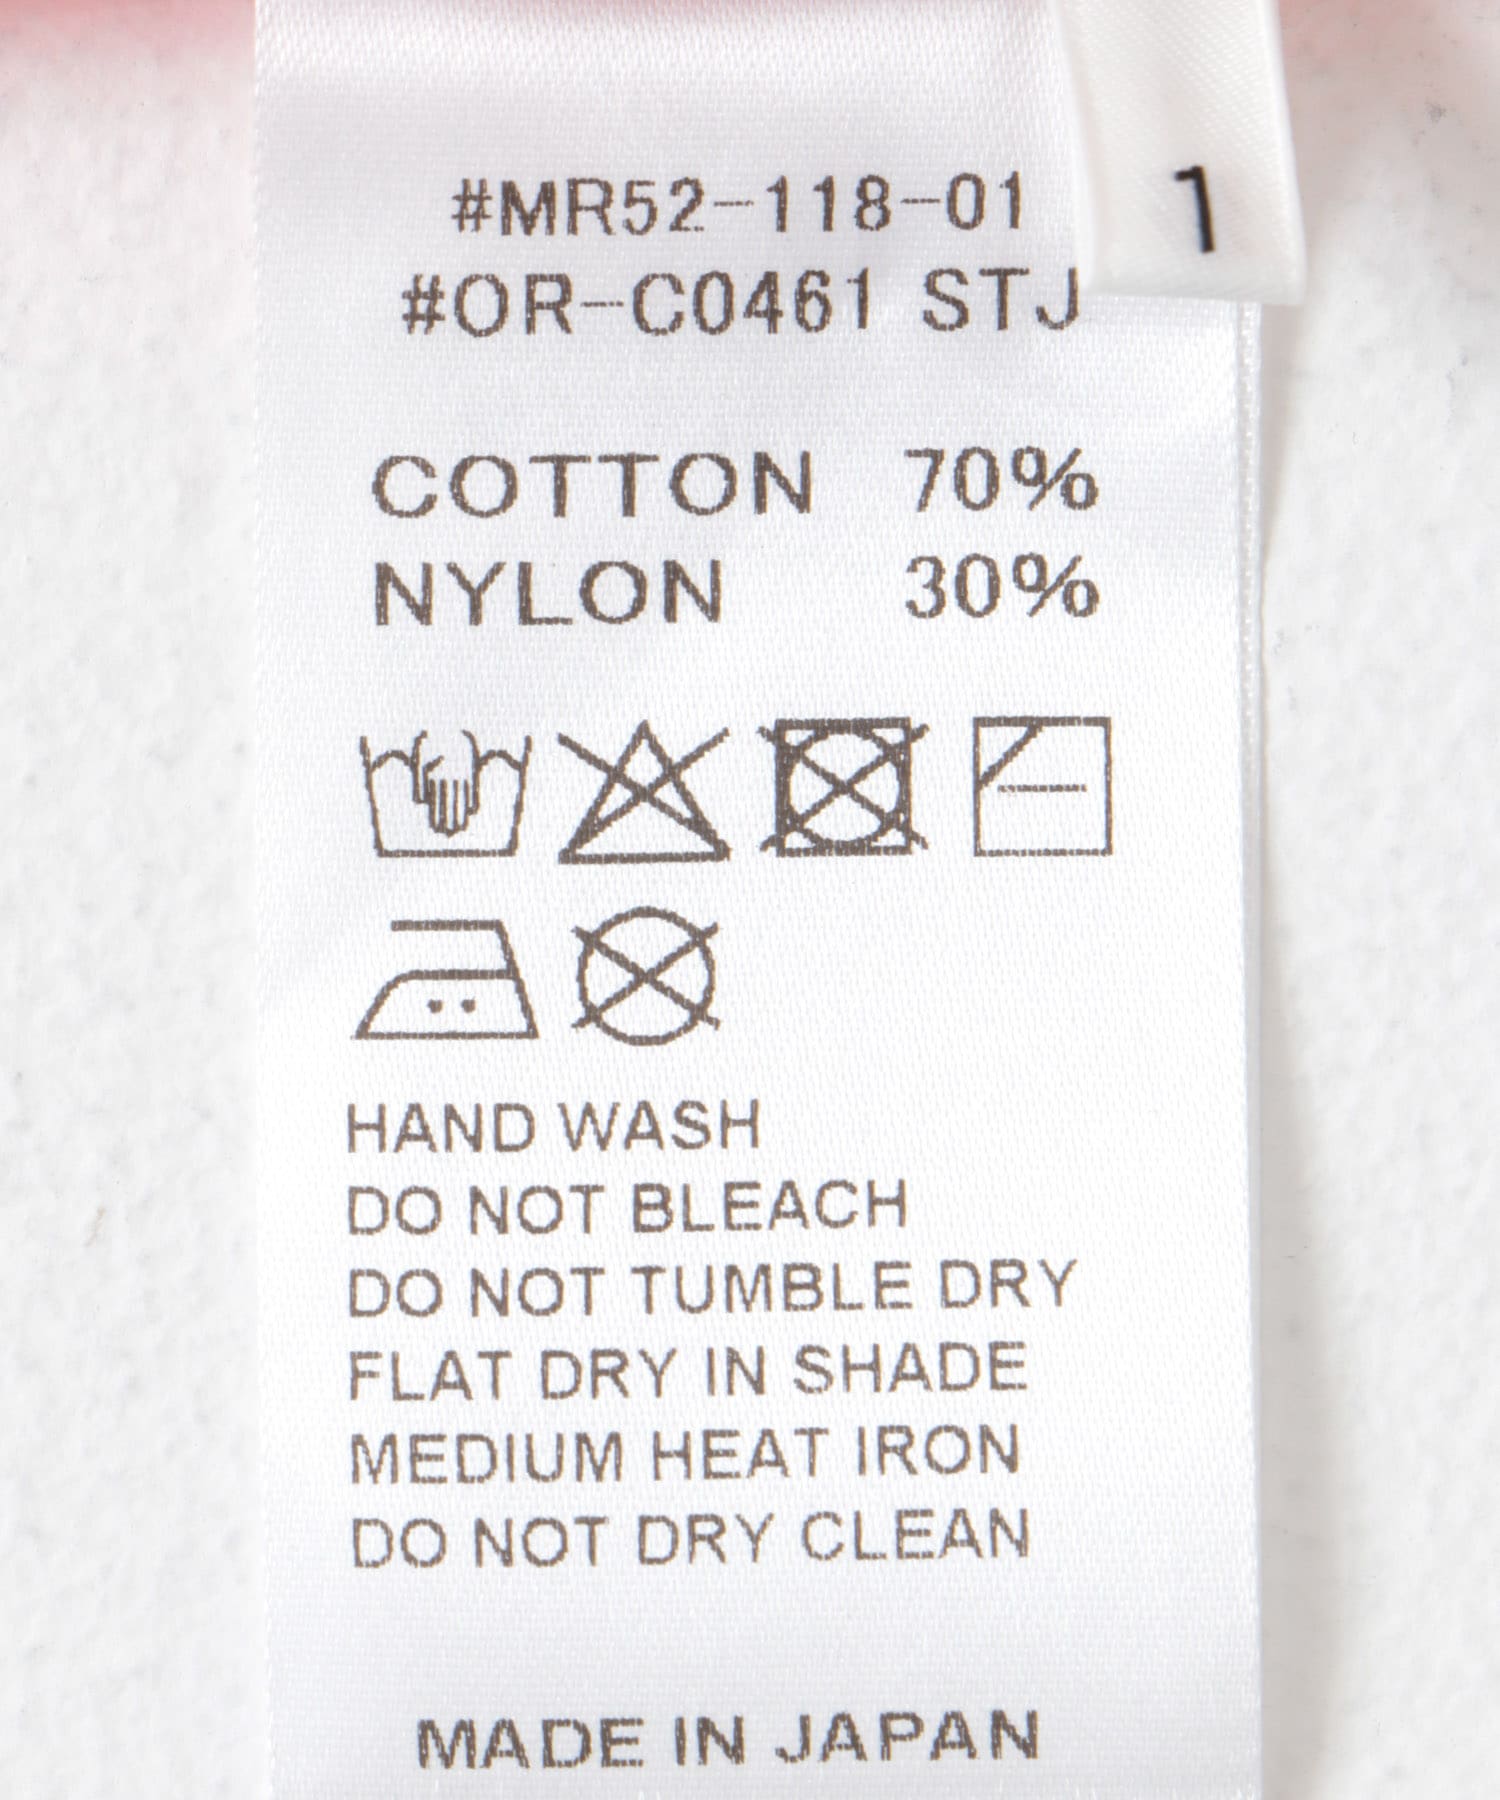 #MR52-118-01
#OR-C0461 STJ
1
COTTON 70%
NYLON 30%
HAND WASH
DO NOT BLEACH
DO NOT TUMBLE DRY
FLAT DRY IN SHADE
MEDIUM HEAT IRON
DO NOT DRY CLEAN
MADE IN JAPAN